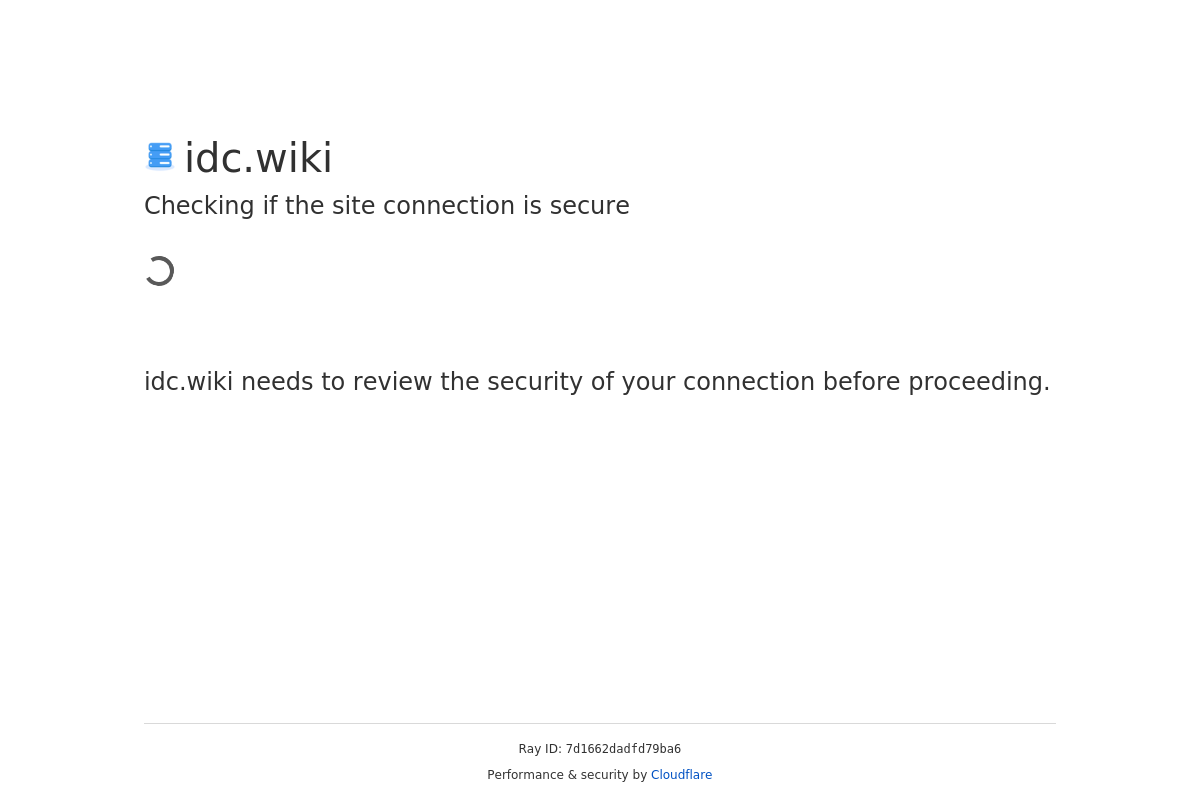 idc.wiki
Checking if the site connection is secure
idc.wiki needs to review the security of your connection before proceeding.
Ray ID: 7d1662dadfd79ba6
Performance & security by Cloudflare